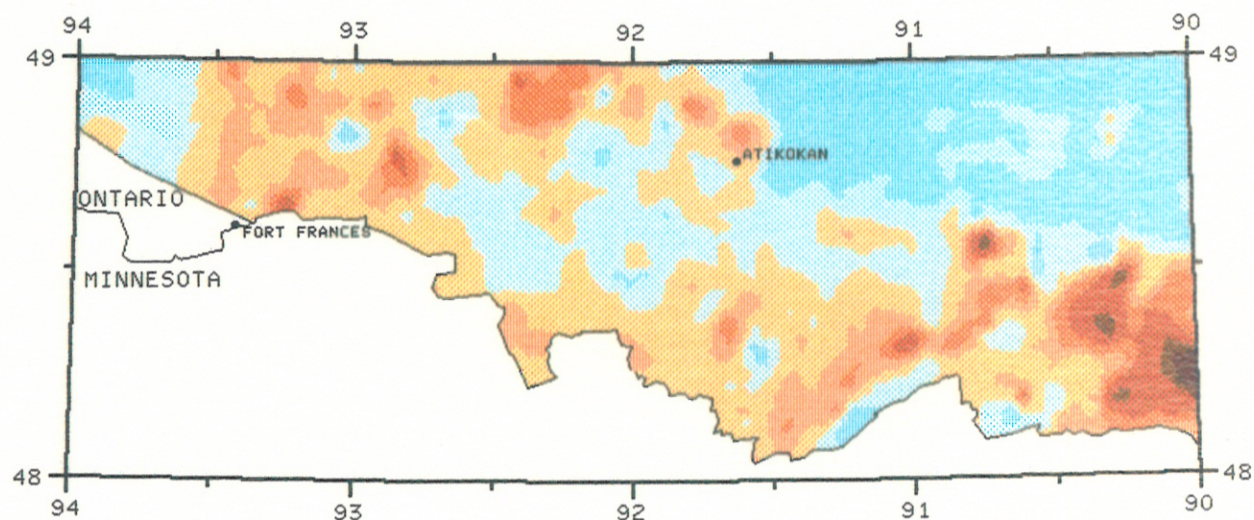 94 93 92 91 90
49 49
ATIKOKAN
ONTARIO
FORT FRANCES
MINNESOTA
48 48
94 93 92 91 90